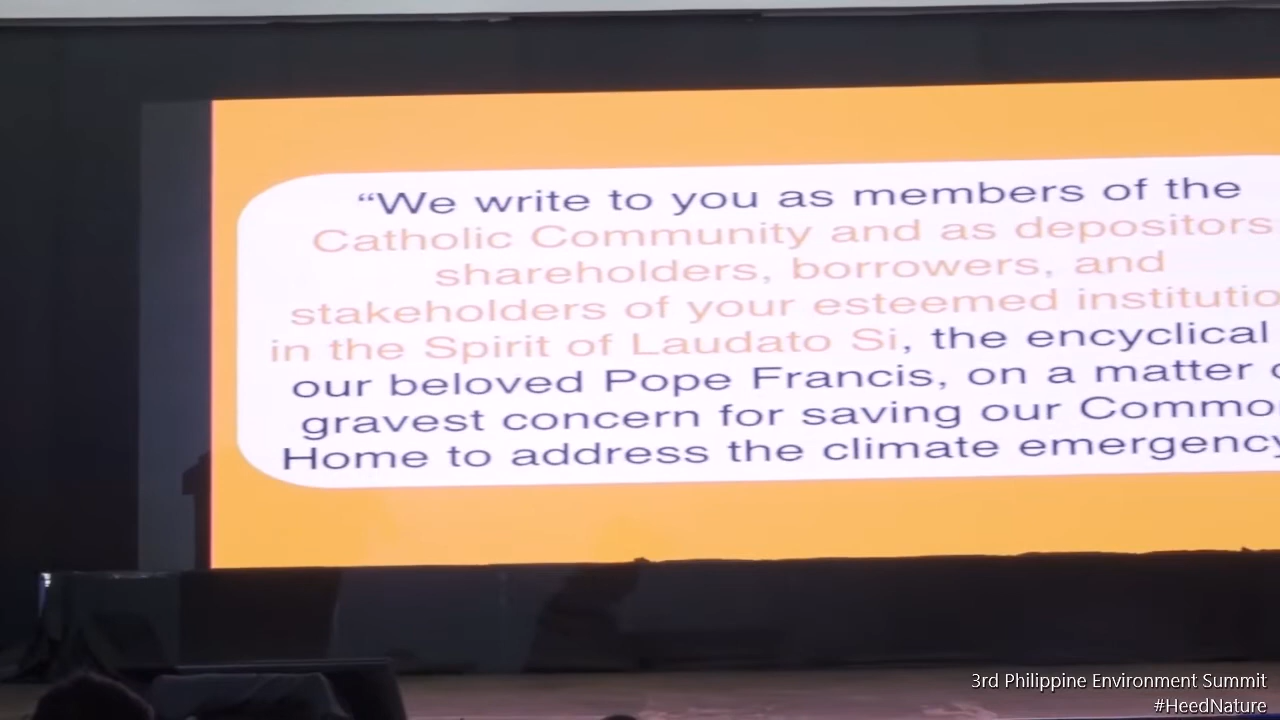 “We write to you as members of the
Catholic Community and as depositors
shareholders, borrowers, and
stakeholders of your esteemed institutio
in the Spirit of Laudato Si, the encyclical
our beloved Pope Francis, on a matter
gravest concern for saving our Commo
Home to address the climate emergency
3rd Philippine Environment Summit
#HeedNature